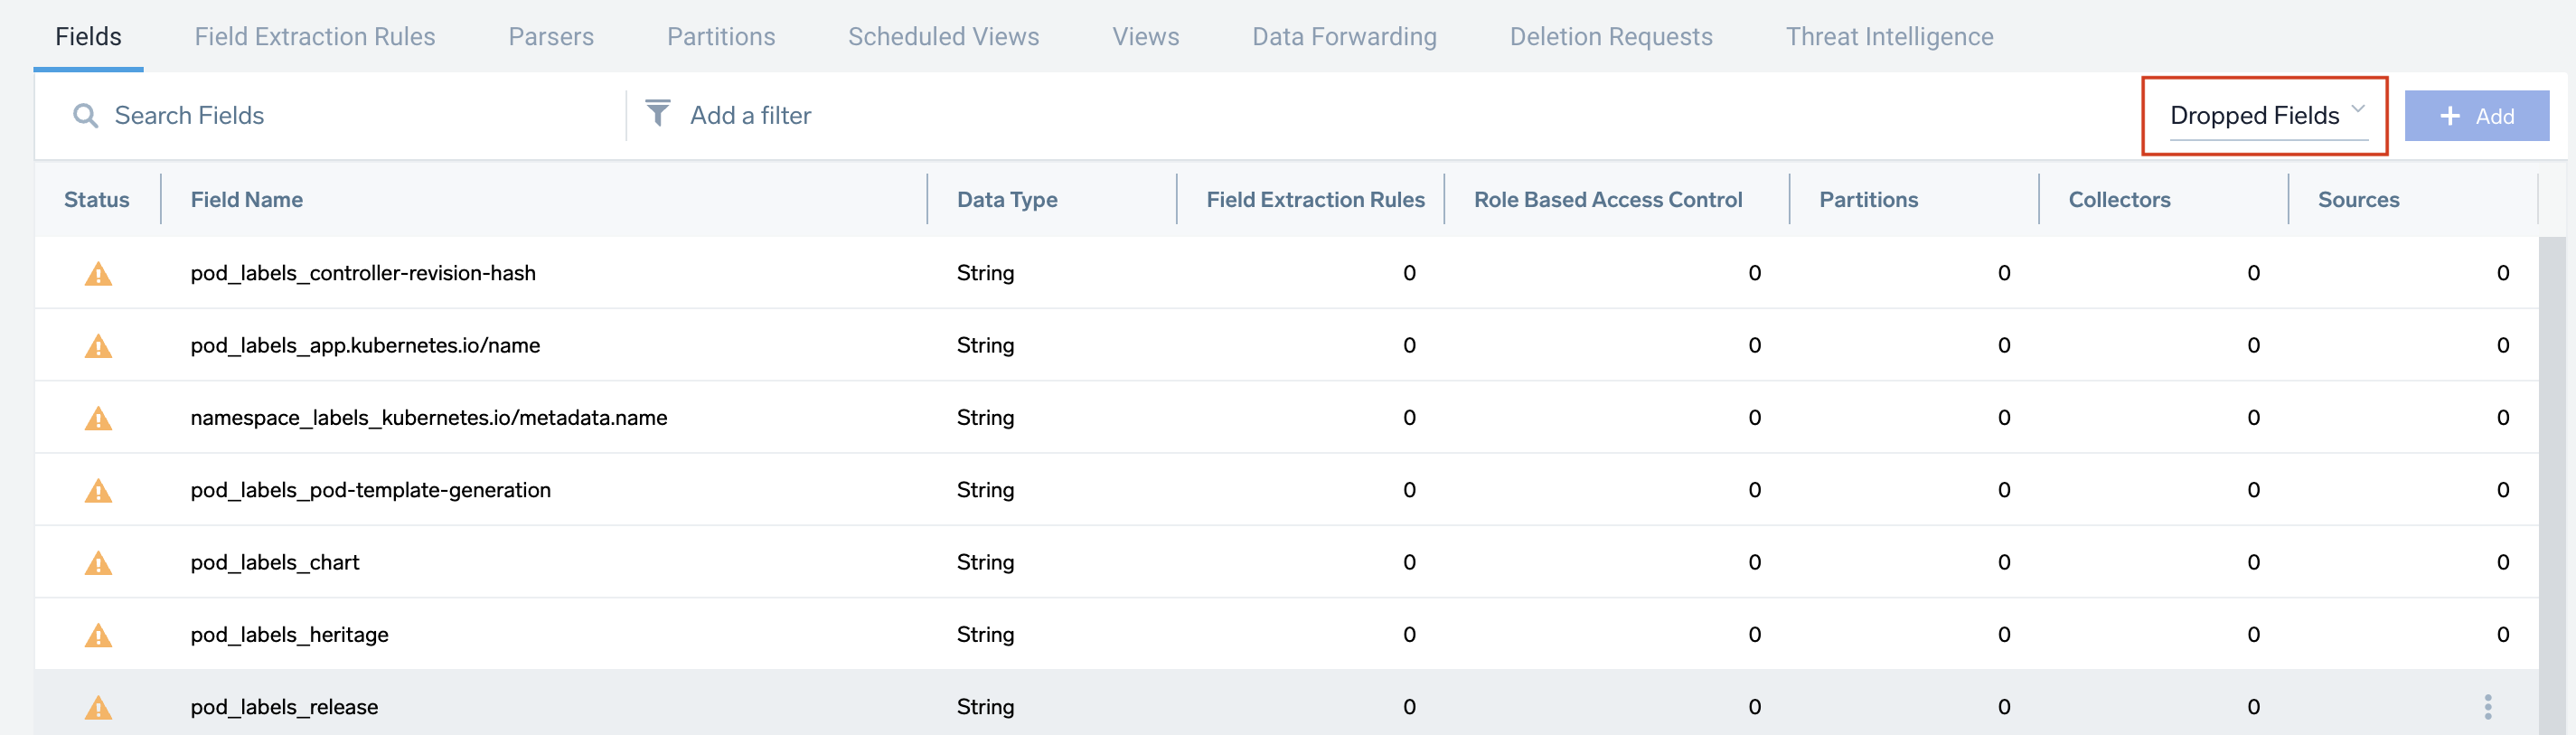 Fields Field Extraction Rules Parsers Partitions Scheduled Views Views Data Forwarding Deletion Requests Threat Intelligence
Search Fields Add a filter Dropped Fields + Add
Status Field Name Data Type Field Extraction Rules Role Based Access Control Partitions Collectors Sources
pod_labels_controller-revision-hash String 0 0 0 0 0
pod_labels_app.kubernetes.io/name String 0 0 0 0 0
namespace_labels_kubernetes.io/metadata.name String 0 0 0 0 0
pod_labels_pod-template-generation String 0 0 0 0 0
pod_labels_chart String 0 0 0 0 0
pod_labels_heritage String 0 0 0 0 0
pod_labels_release String 0 0 0 0